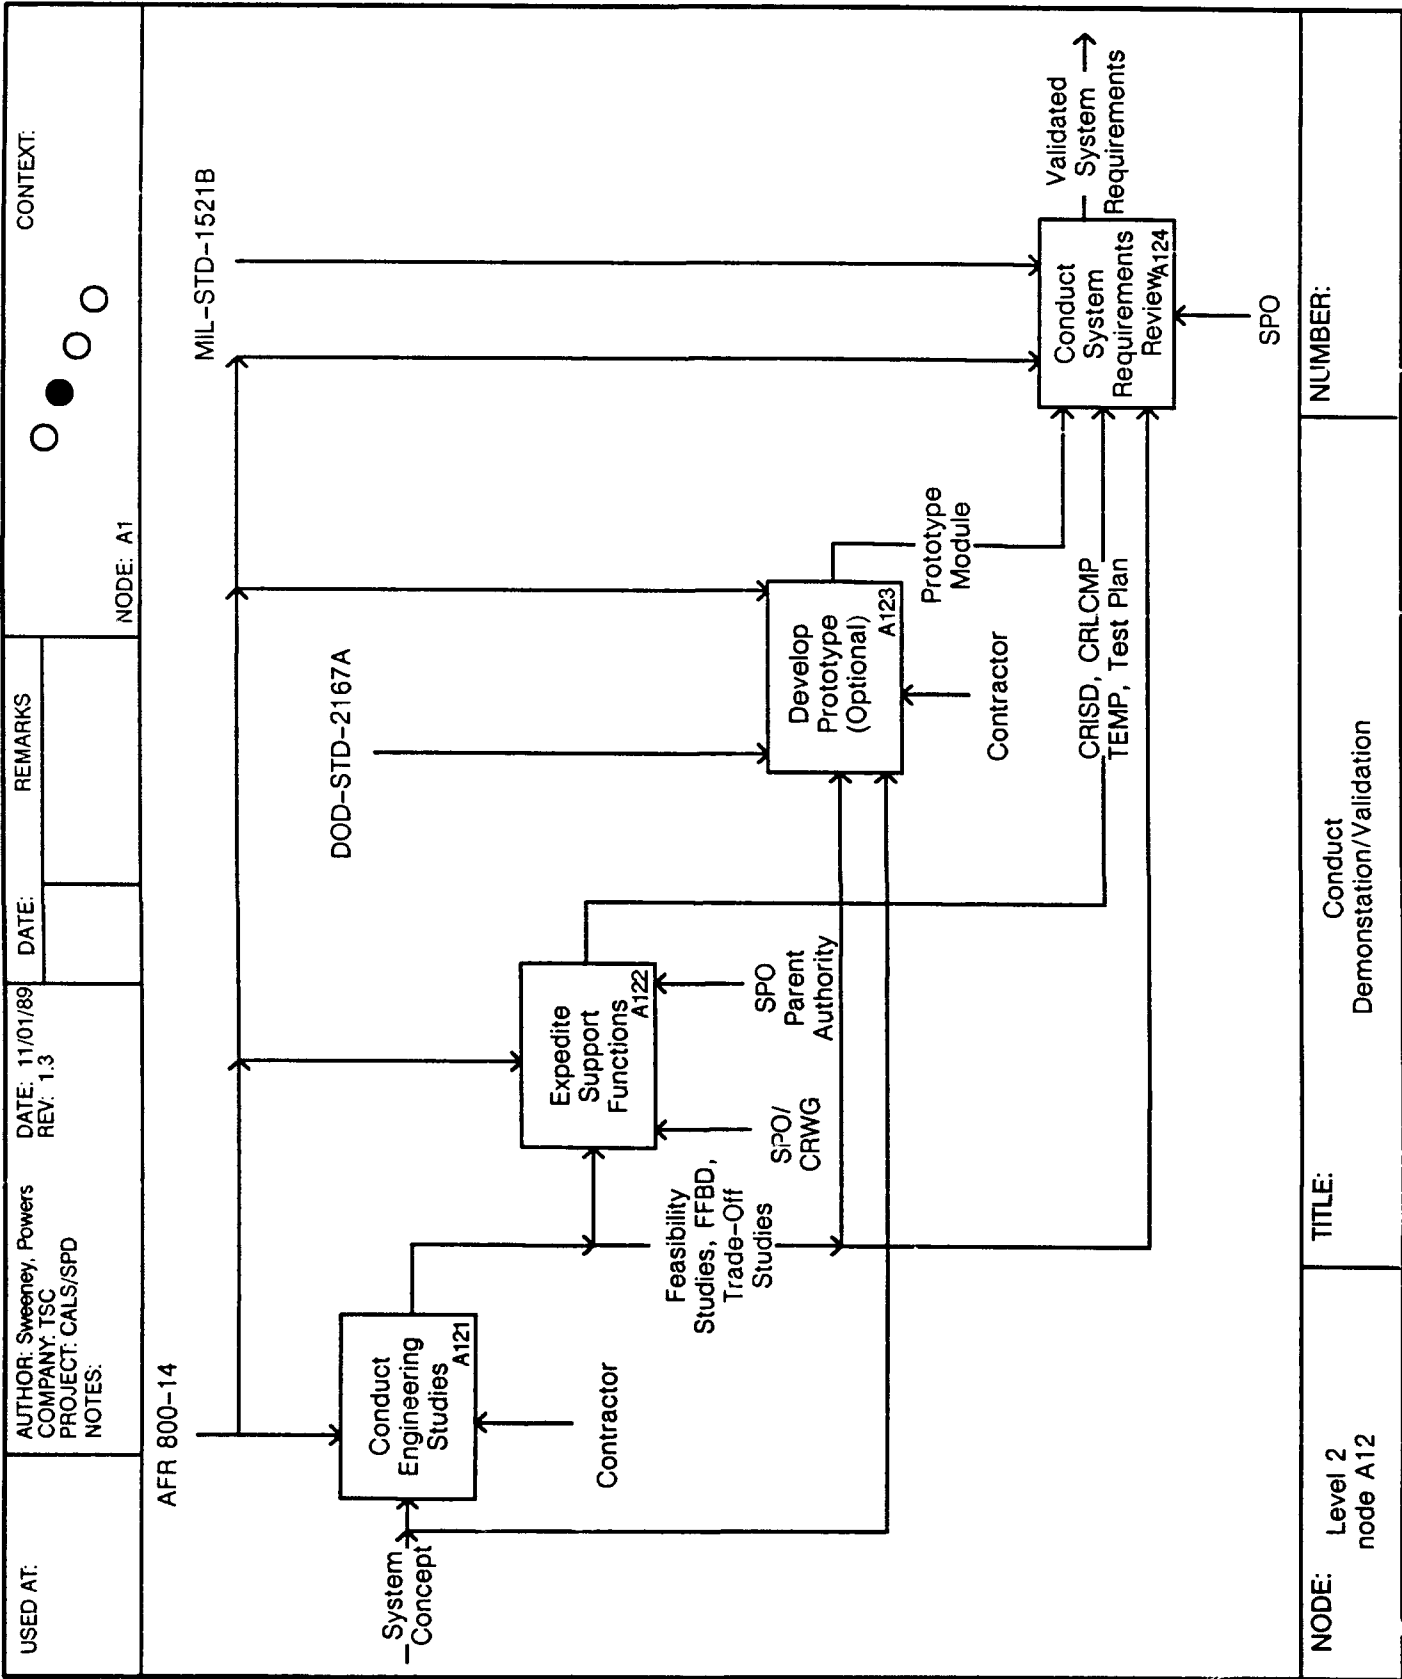 USED AT:
AUTHOR: Sweeney, Powers
COMPANY: TSC
PROJECT: CALS/SPD
NOTES:
DATE: 11/01/89
REV: 1.3
DATE:
REMARKS
CONTEXT:
NODE: A1
AFR 800-14
MIL-STD-1521B
DOD-STD-2167A
System
Concept
Conduct
Engineering
Studies
A121
Contractor
Feasibility
Studies, FFBD,
Trade-Off
Studies
Expedite
Support
Functions
A122
SPO/
CRWG
SPO
Parent
Authority
Develop
Prototype
(Optional)
A123
Contractor
Prototype
Module
CRISD, CRLCMP
TEMP, Test Plan
Conduct
System
Requirements
Review
A124
SPO
Validated
System
Requirements
NODE:
Level 2
node A12
TITLE:
Conduct
Demonstation/Validation
NUMBER: